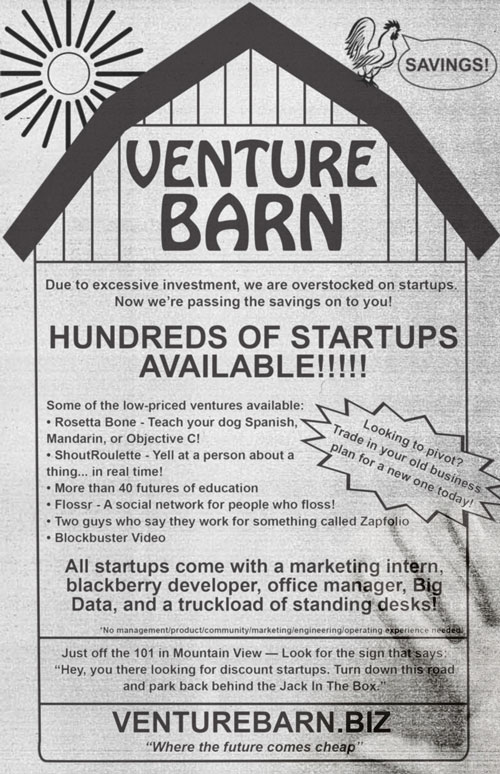 SAVINGS!
VENTURE
BARN
Due to excessive investment, we are overstocked on startups.
Now we're passing the savings on to you!
HUNDREDS OF STARTUPS
AVAILABLE!!!!!
Some of the low-priced ventures available:
• Rosetta Bone - Teach your dog Spanish,
Mandarin, or Objective C!
• ShoutRoulette - Yell at a person about a
thing... in real time!
• More than 40 futures of education
• Flossr - A social network for people who floss!
• Two guys who say they work for something called Zapfolio
• Blockbuster Video
Looking to pivot?
Trade in your old business
plan for a new one today!
All startups come with a marketing intern,
blackberry developer, office manager, Big
Data, and a truckload of standing desks!
*No management/product/community/marketing/engineering/operating experience needed.
Just off the 101 in Mountain View — Look for the sign that says:
“Hey, you there looking for discount startups. Turn down this road
and park back behind the Jack In The Box.”
VENTUREBARN.BIZ
“Where the future comes cheap”